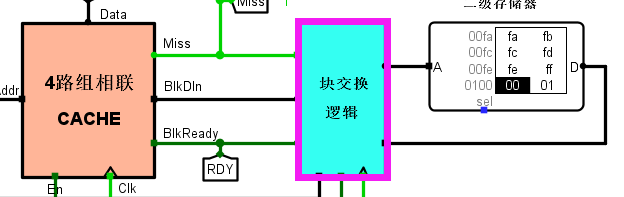 Data
Miss
二级存储器
Miss
00fa fa fb
00fc fc fd
00fe fe ff
0100 00 01
A
D
sel
Addr
4路组相联
CACHE
BlkDIn
块交换
逻辑
BlkReady
RDY
En
Clk